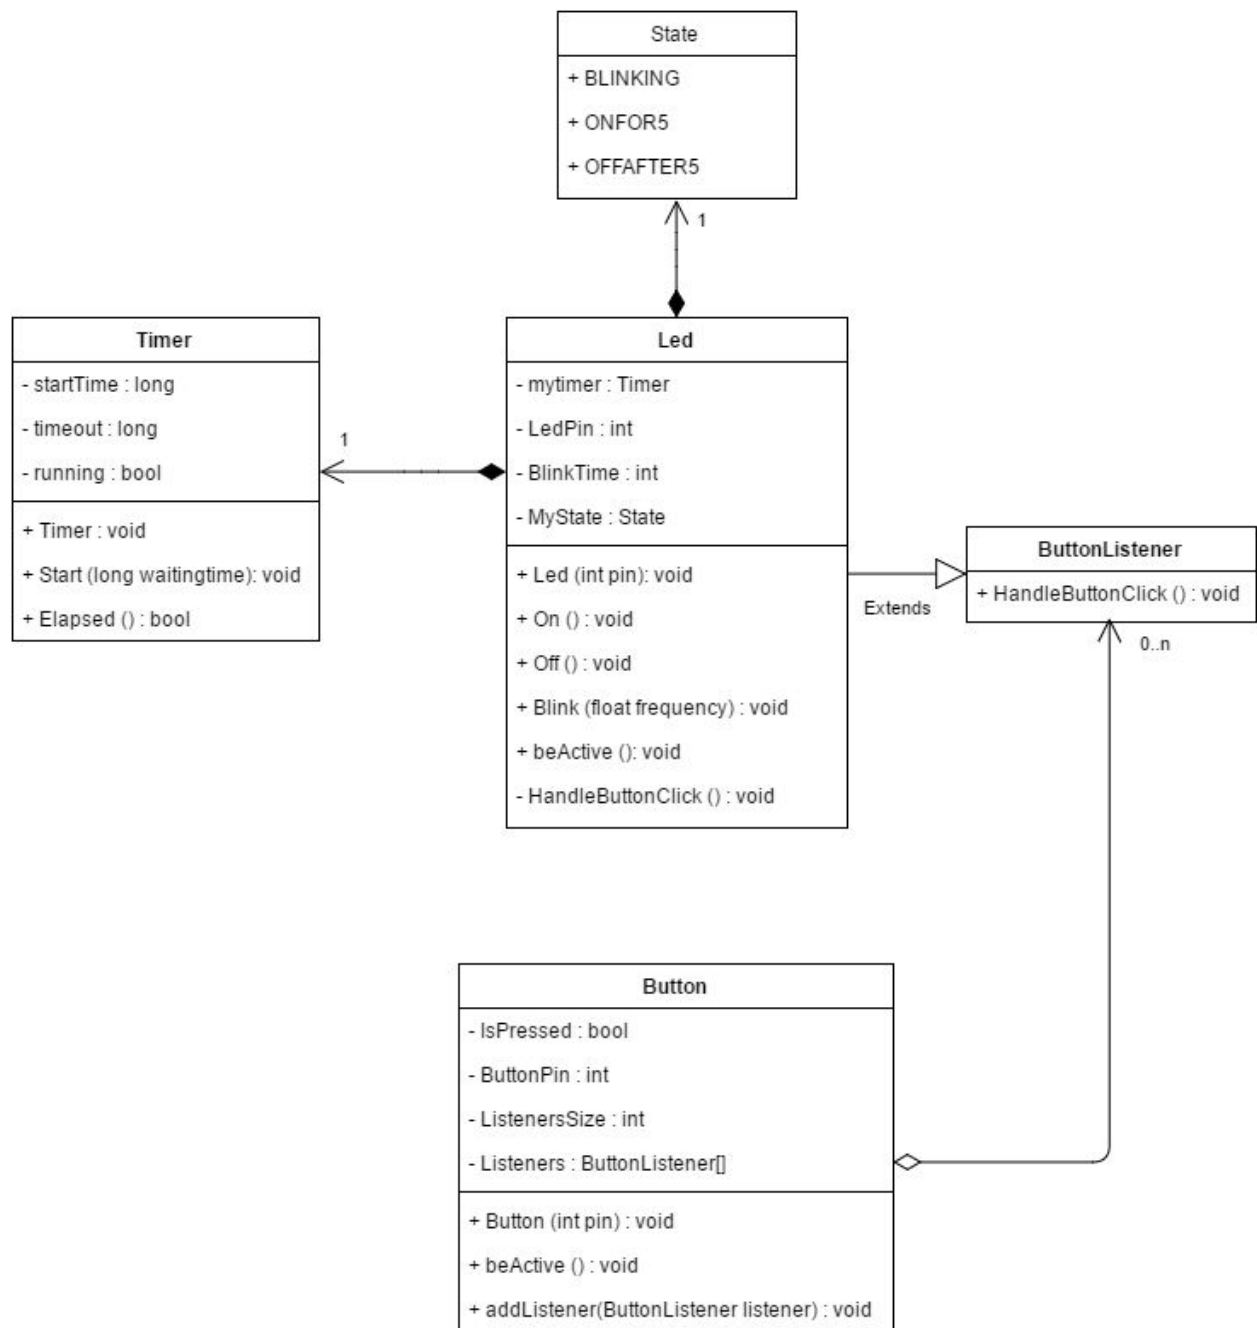 State
+ BLINKING
+ ONFOR5
+ OFFAFTER5
1
Timer
- startTime : long
- timeout : long
- running : bool
+ Timer : void
+ Start (long waitingtime): void
+ Elapsed () : bool
1
Led
- mytimer : Timer
- LedPin : int
- BlinkTime : int
- MyState : State
+ Led (int pin): void
+ On () : void
+ Off () : void
+ Blink (float frequency) : void
+ beActive (): void
- HandleButtonClick () : void
Extends
ButtonListener
+ HandleButtonClick () : void
0..n
Button
- IsPressed : bool
- ButtonPin : int
- ListenersSize : int
- Listeners : ButtonListener[]
+ Button (int pin) : void
+ beActive () : void
+ addListener(ButtonListener listener) : void